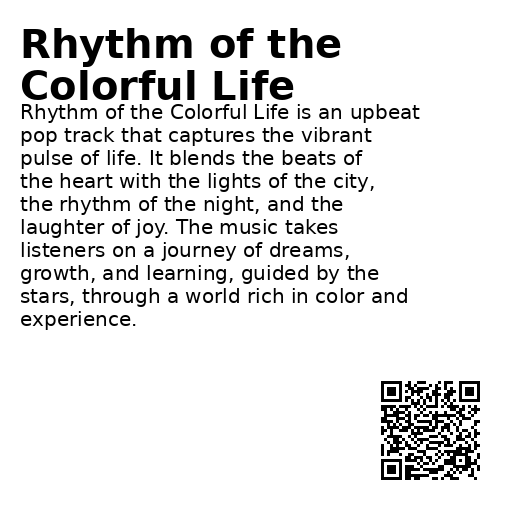 Rhythm of the
Colorful Life
Rhythm of the Colorful Life is an upbeat
pop track that captures the vibrant
pulse of life. It blends the beats of
the heart with the lights of the city,
the rhythm of the night, and the
laughter of joy. The music takes
listeners on a journey of dreams,
growth, and learning, guided by the
stars, through a world rich in color and
experience.